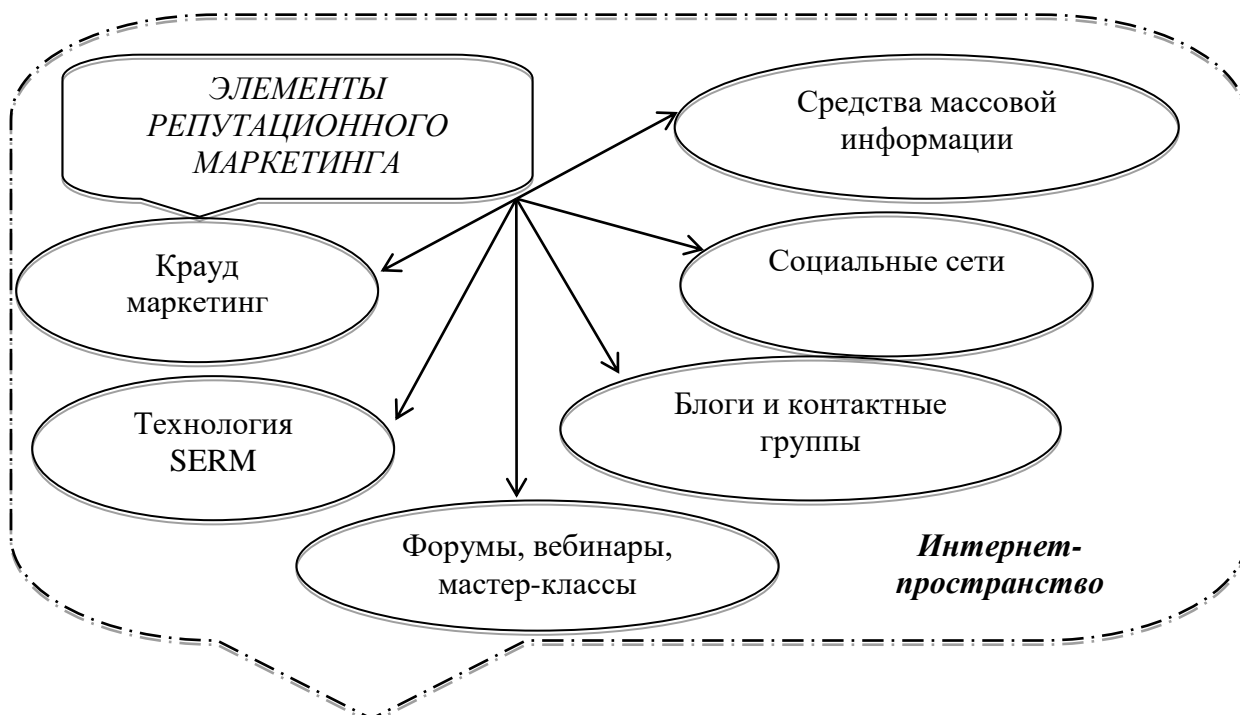 ЭЛЕМЕНТЫ
РЕПУТАЦИОННОГО
МАРКЕТИНГА
Средства массовой
информации
Крауд
маркетинг
Социальные сети
Технология
SERM
Блоги и контактные
группы
Форумы, вебинары,
мастер-классы
Интернет-
пространство